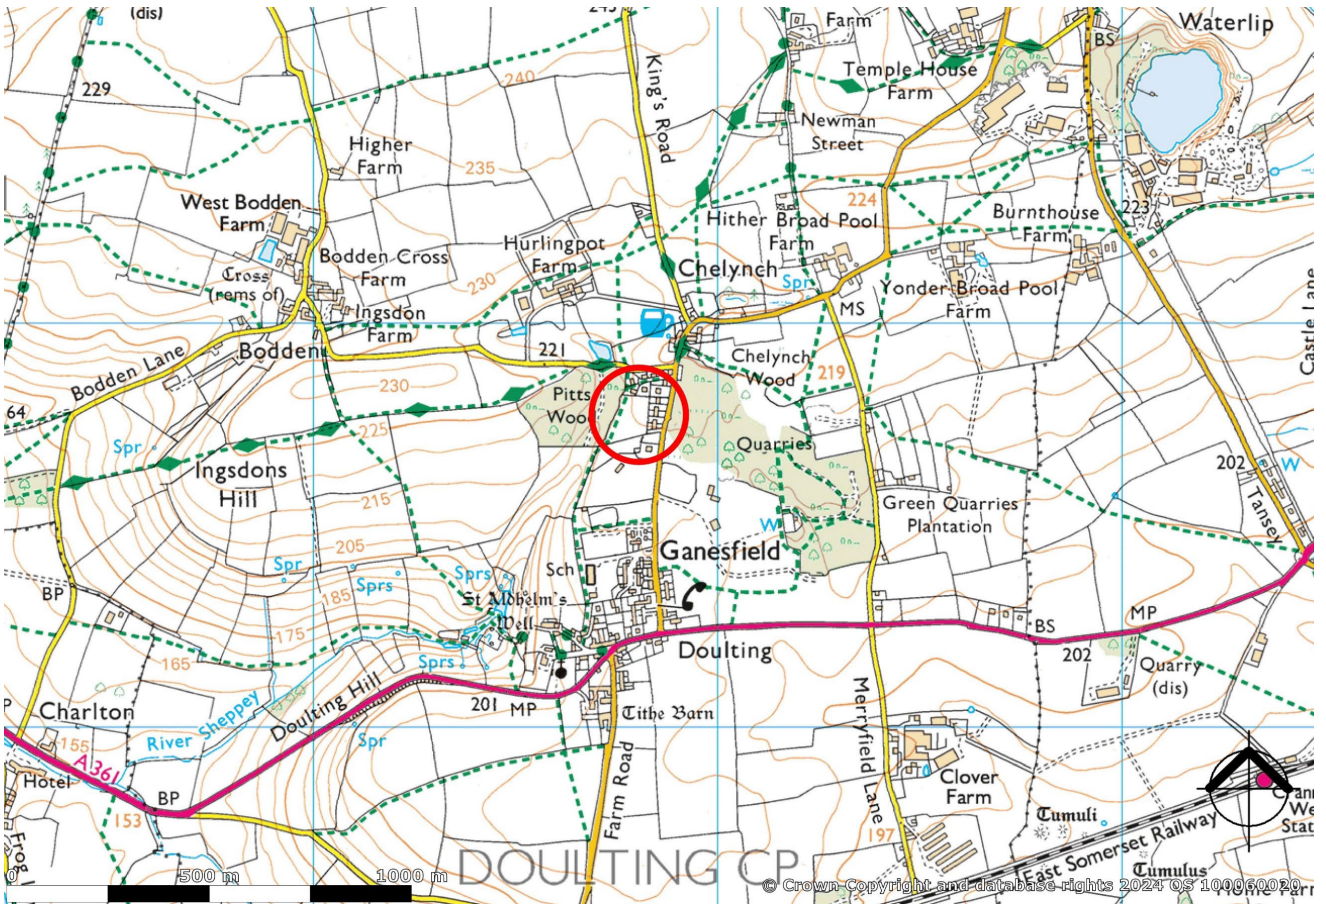 (dis)
245
Farm
BS
Waterlip
229
240
King's Road
Temple House
Farm
Newman
Street
Higher
Farm
235
West Bodden
Farm
224
Hither Broad Pool
Farm
Burnthouse
Farm
223
Hurlingpot
Farm
Bodden Cross
Farm
Cross
(rems of)
230
Chelynch
Spr
Yonder Broad Pool
Farm
MS
Castle Lane
Ingsdon
Farm
Bodden
221
Chelynch
Wood
219
Bodden Lane
230
Pitts
Wood
64
225
Spr
Quarries
Ingsdons
Hill
215
202
W
Green Quarries
Plantation
Tansey
W
205
Ganesfield
Spr
Sprs
Sprs
Sch
185
St Aldhelm's
Well
BP
175
MP
BS
165
Sprs
Doulting
202
Quarry
(dis)
River Sheppey
Doulting Hill
201
MP
Merryfield Lane
Charlton
Tithe Barn
155
A 361
Spr
Hotel
Farm Road
Clover
Farm
BP
153
Tumuli
197
East Somerset Railway
Tumulus
DOULTING CP
0
500 m
1000 m
© Crown Copyright and database rights 2024 OS 100060020